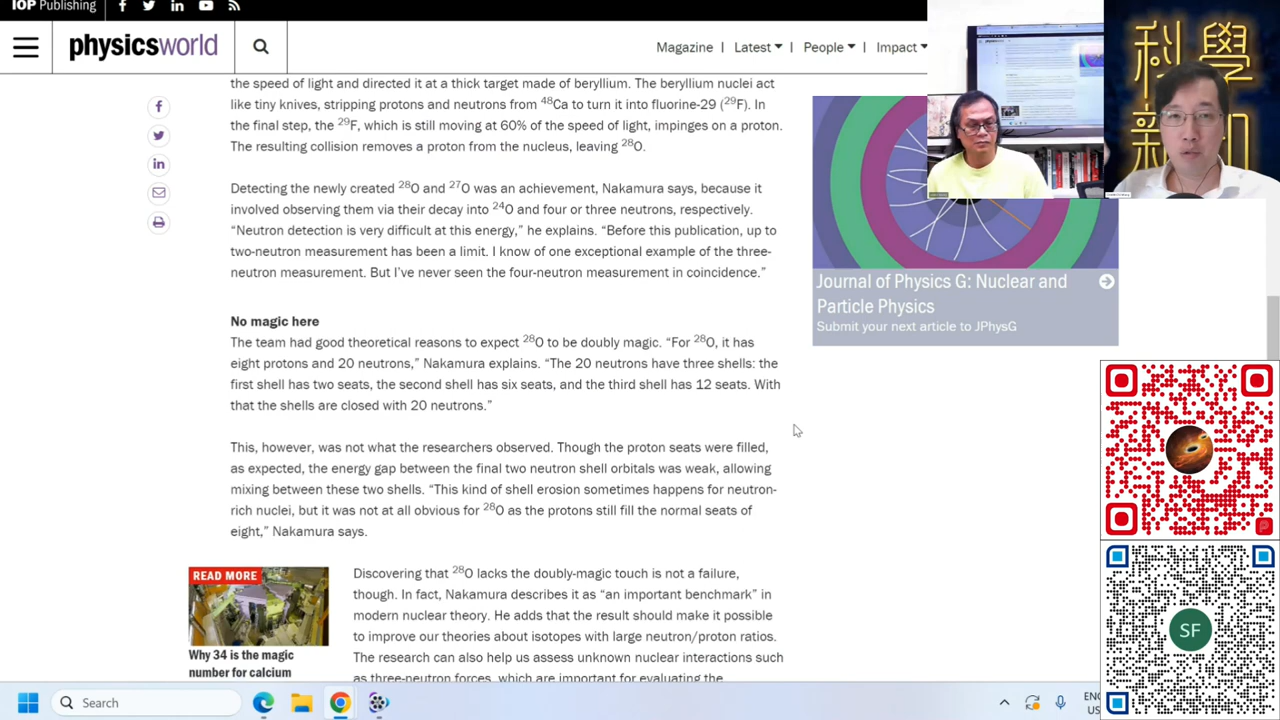 IOP Publishing
physicsworld
Magazine
Latest
People
Impact
the speed of light, and directed it at a thick target made of beryllium. The beryllium nuclei act
like tiny knives, stripping protons and neutrons from ⁴⁸Ca to turn it into fluorine-29 (²⁹F). In
the final step, ²⁹F, which is still moving at 60% of the speed of light, impinges on a proton.
The resulting collision removes a proton from the nucleus, leaving ²⁸O.
Detecting the newly created ²⁸O and ²⁷O was an achievement, Nakamura says, because it
involved observing them via their decay into ²⁴O and four or three neutrons, respectively.
“Neutron detection is very difficult at this energy,” he explains. “Before this publication, up to
two-neutron measurement has been a limit. I know of one exceptional example of the three-
neutron measurement. But I’ve never seen the four-neutron measurement in coincidence.”
No magic here
The team had good theoretical reasons to expect ²⁸O to be doubly magic. “For ²⁸O, it has
eight protons and 20 neutrons,” Nakamura explains. “The 20 neutrons have three shells: the
first shell has two seats, the second shell has six seats, and the third shell has 12 seats. With
that the shells are closed with 20 neutrons.”
This, however, was not what the researchers observed. Though the proton seats were filled,
as expected, the energy gap between the final two neutron shell orbitals was weak, allowing
mixing between these two shells. “This kind of shell erosion sometimes happens for neutron-
rich nuclei, but it was not at all obvious for ²⁸O since protons still fill the normal seats of
eight,” Nakamura says.
READ MORE
Why 34 is the magic
number for calcium
Discovering that ²⁸O lacks the doubly-magic touch is not a failure,
though. In fact, Nakamura describes it as “an important benchmark” in
modern nuclear theory. He adds that the result should make it possible
to improve our theories about isotopes with large neutron/proton ratios.
The research can also help us assess unknown nuclear interactions such
as three-neutron forces, which are important for evaluating the
Journal of Physics G: Nuclear and
Particle Physics
Submit your next article to JPhysG
科學
新知
SF
Search
ENG
US